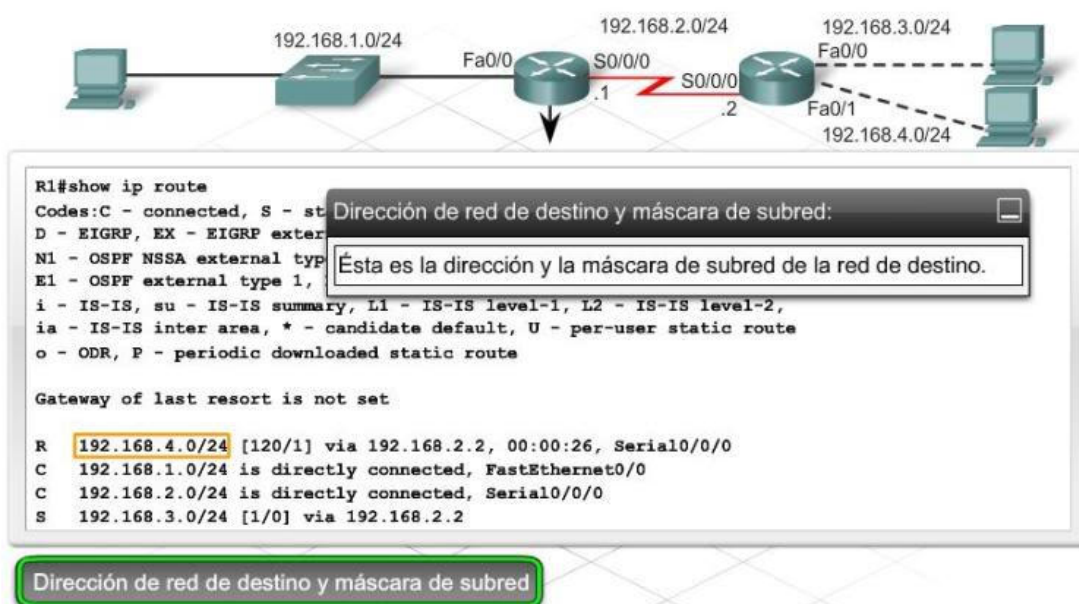 192.168.1.0/24
192.168.2.0/24
192.168.3.0/24
Fa0/0
S0/0/0
.1
S0/0/0
.2
Fa0/0
Fa0/1
192.168.4.0/24
R1#show ip route
Codes:C - connected, S - st
D - EIGRP, EX - EIGRP exter
N1 - OSPF NSSA external typ
E1 - OSPF external type 1,
i - IS-IS, su - IS-IS summary, L1 - IS-IS level-1, L2 - IS-IS level-2,
ia - IS-IS inter area, * - candidate default, U - per-user static route
o - ODR, P - periodic downloaded static route
Gateway of last resort is not set
R 192.168.4.0/24 [120/1] via 192.168.2.2, 00:00:26, Serial0/0/0
C 192.168.1.0/24 is directly connected, FastEthernet0/0
C 192.168.2.0/24 is directly connected, Serial0/0/0
S 192.168.3.0/24 [1/0] via 192.168.2.2
Dirección de red de destino y máscara de subred:
Ésta es la dirección y la máscara de subred de la red de destino.
Dirección de red de destino y máscara de subred